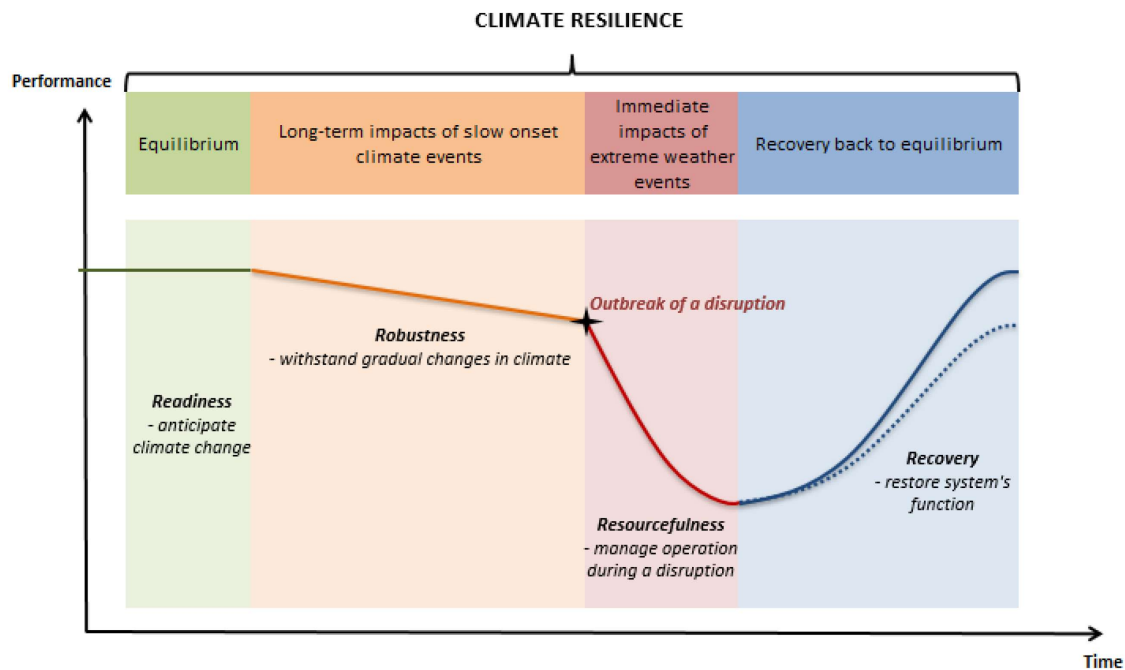 CLIMATE RESILIENCE
Performance
Equilibrium
Long-term impacts of slow onset
climate events
Immediate
impacts of
extreme weather
events
Recovery back to equilibrium
Outbreak of a disruption
Robustness
- withstand gradual changes in climate
Readiness
- anticipate
climate change
Recovery
- restore system's
function
Resourcefulness
- manage operation
during a disruption
Time